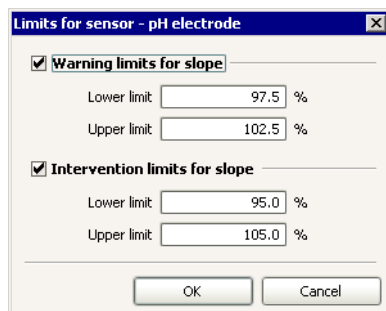 Limits for sensor - pH electrode
Warning limits for slope
Lower limit 97.5 %
Upper limit 102.5 %
Intervention limits for slope
Lower limit 95.0 %
Upper limit 105.0 %
OK Cancel